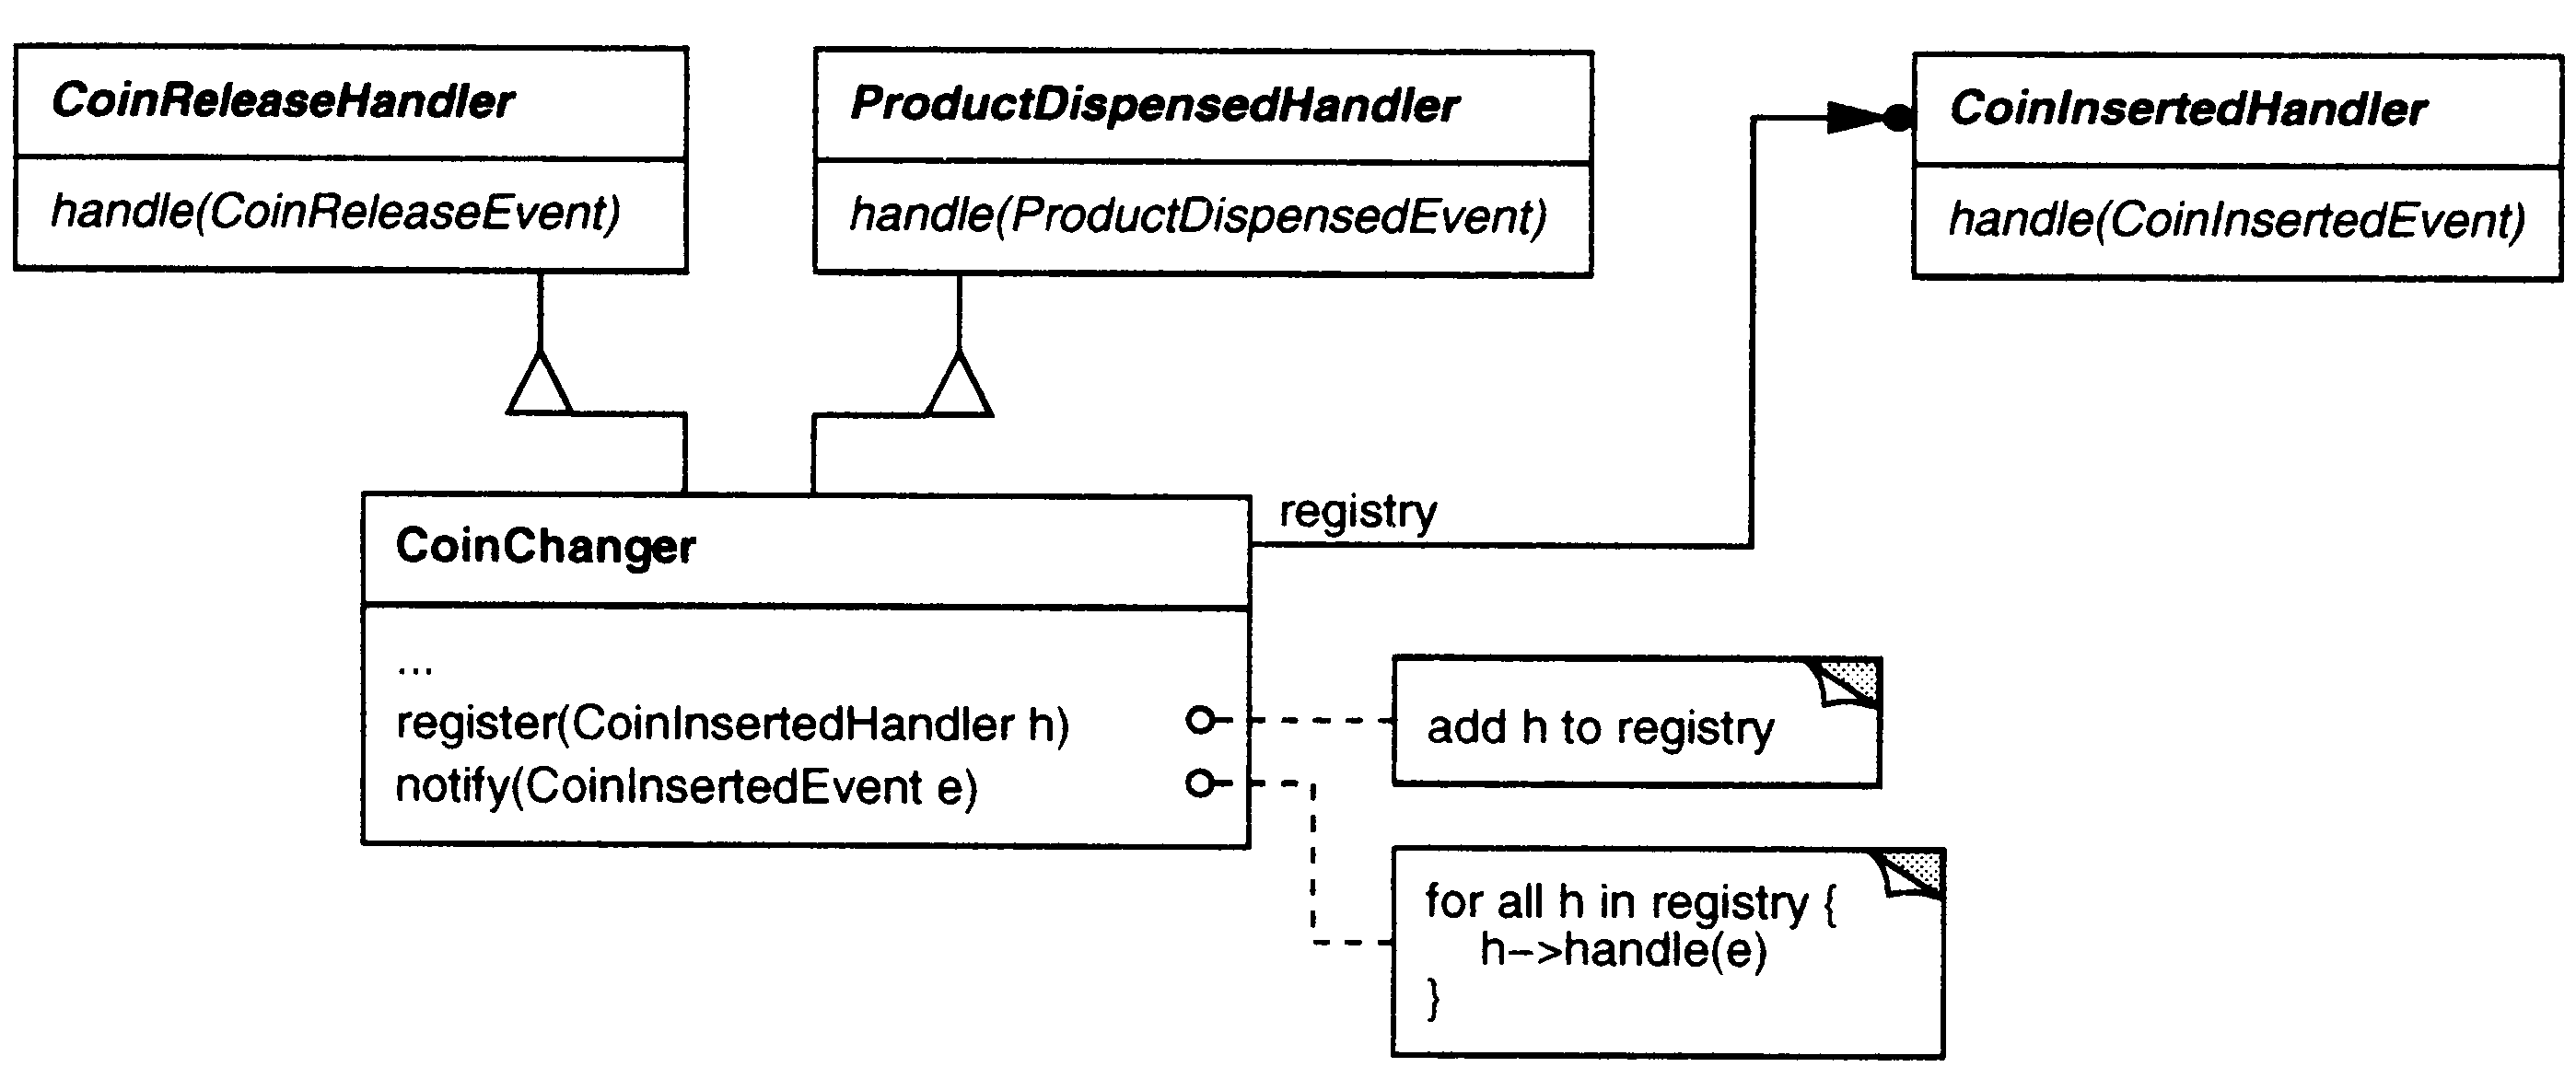 CoinReleaseHandler
handle(CoinReleaseEvent)
ProductDispensedHandler
handle(ProductDispensedEvent)
CoinInsertedHandler
handle(CoinInsertedEvent)
CoinChanger
registry
...
register(CoinInsertedHandler h)
notify(CoinInsertedEvent e)
add h to registry
for all h in registry {
h->handle(e)
}